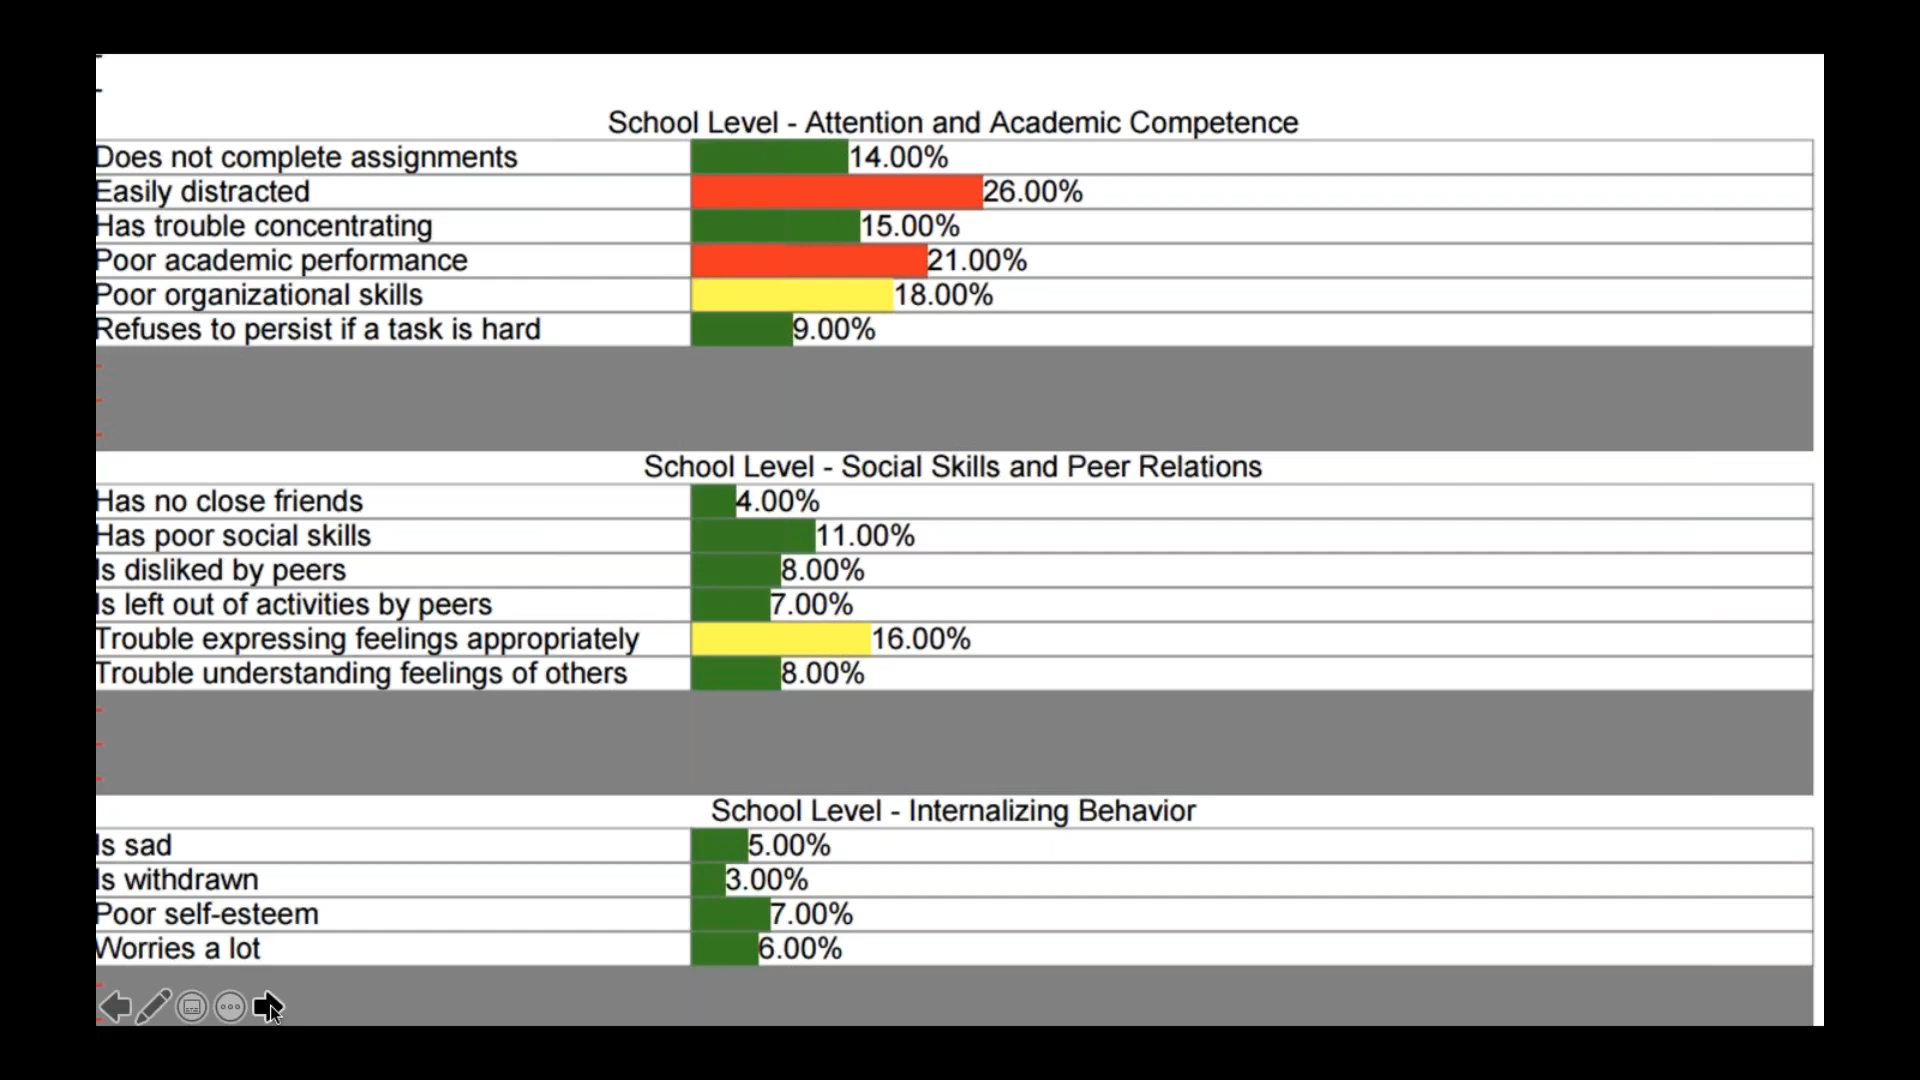 School Level - Attention and Academic Competence
Does not complete assignments 14.00%
Easily distracted 26.00%
Has trouble concentrating 15.00%
Poor academic performance 21.00%
Poor organizational skills 18.00%
Refuses to persist if a task is hard 9.00%
School Level - Social Skills and Peer Relations
Has no close friends 4.00%
Has poor social skills 11.00%
Is disliked by peers 8.00%
Is left out of activities by peers 7.00%
Trouble expressing feelings appropriately 16.00%
Trouble understanding feelings of others 8.00%
School Level - Internalizing Behavior
Is sad 5.00%
Is withdrawn 3.00%
Poor self-esteem 7.00%
Worries a lot 6.00%